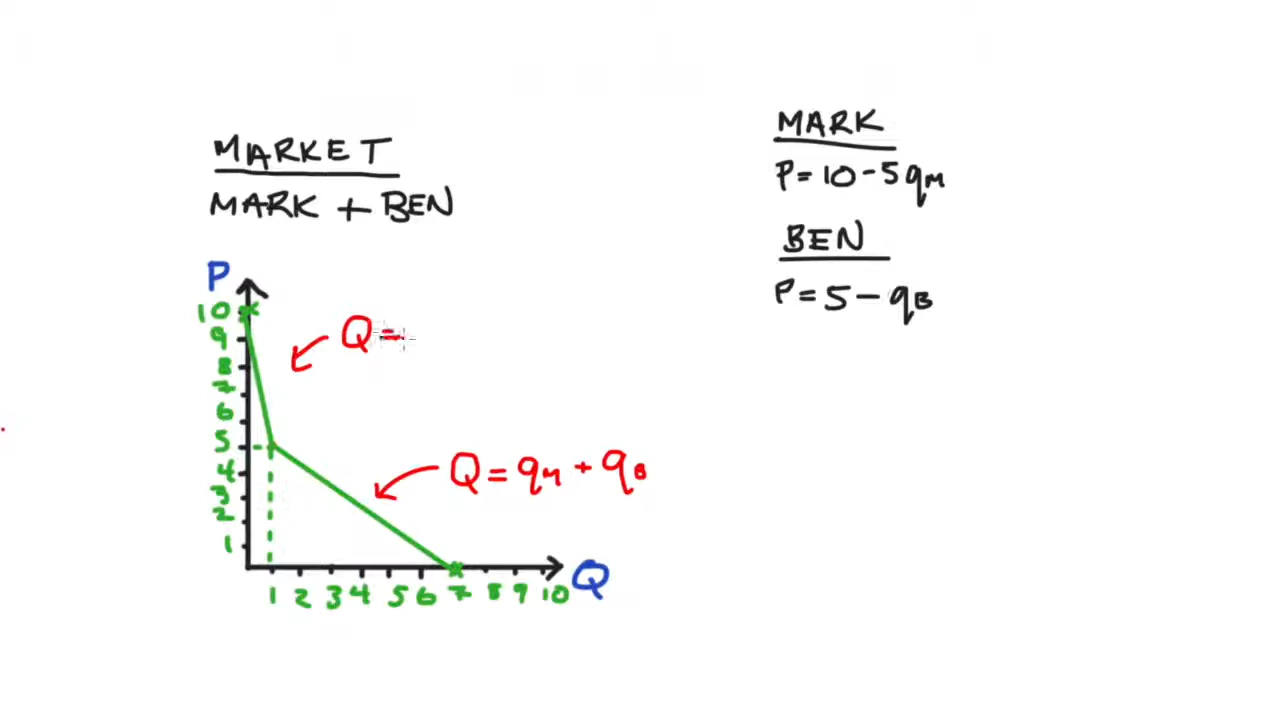 MARKET
MARK + BEN
P
10
9
8
7
6
5
4
3
2
1
Q=
Q = qM + qB
1 2 3 4 5 6 7 8 9 10
Q
MARK
P = 10 - 5qM
BEN
P = 5 - qB